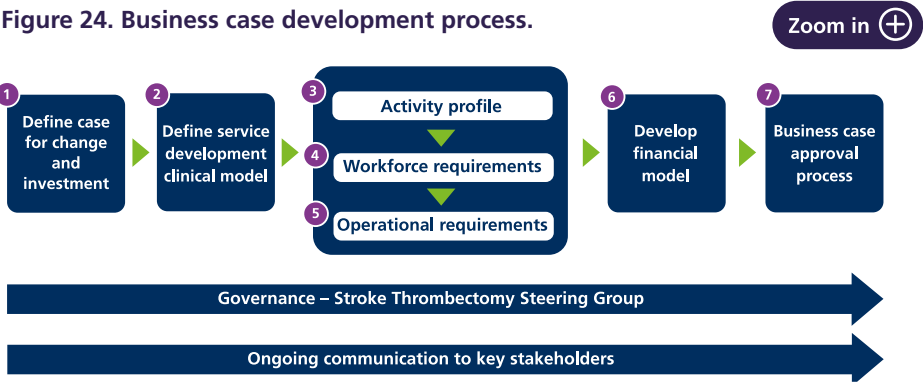 Figure 24. Business case development process.
Zoom in
1
Define case
for change
and
investment
2
Define service
development
clinical model
3
Activity profile
4
Workforce requirements
5
Operational requirements
6
Develop
financial
model
7
Business case
approval
process
Governance – Stroke Thrombectomy Steering Group
Ongoing communication to key stakeholders